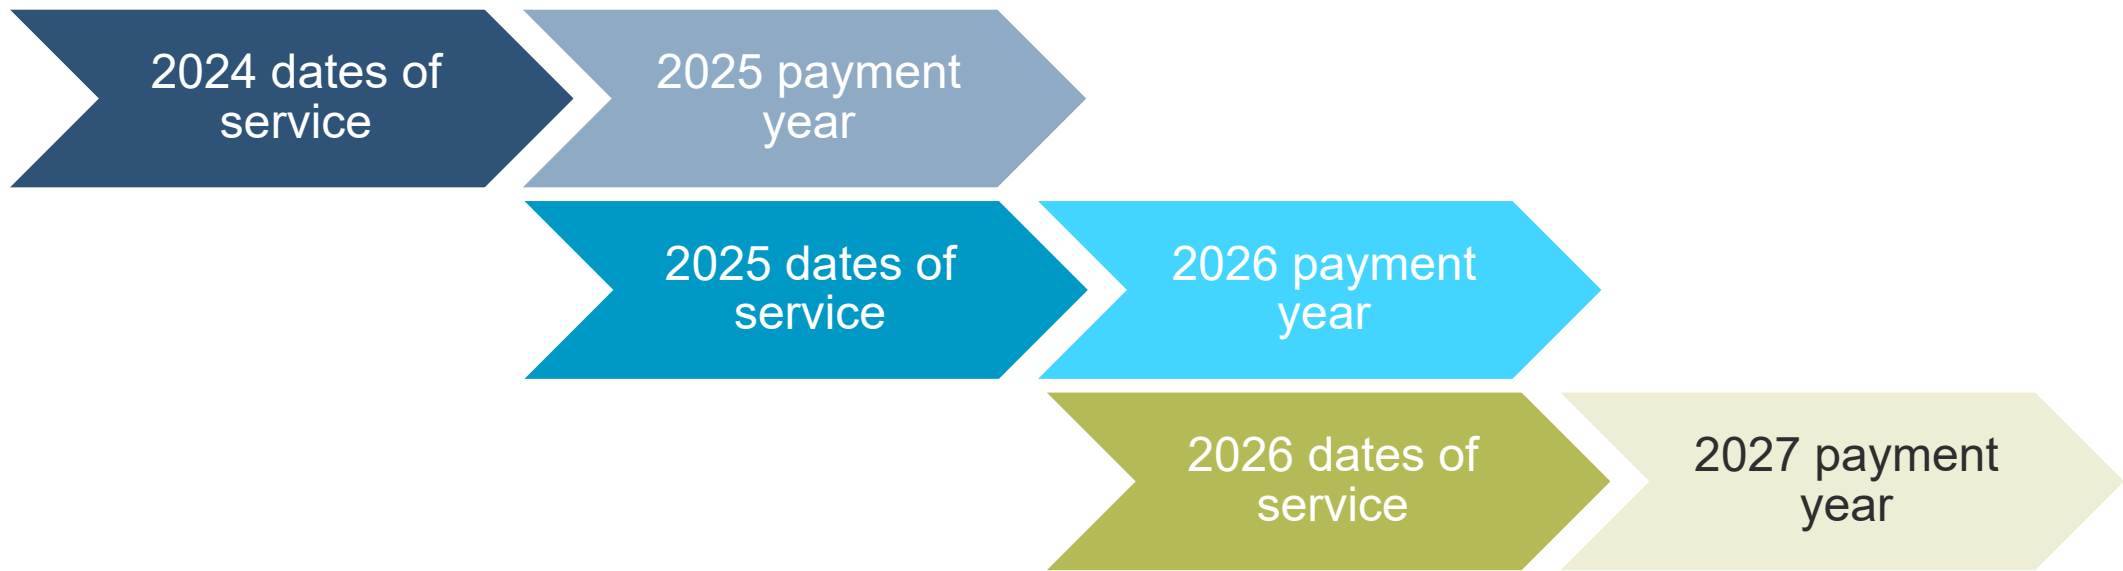 2024 dates of
service
2025 payment
year
2025 dates of
service
2026 payment
year
2026 dates of
service
2027 payment
year